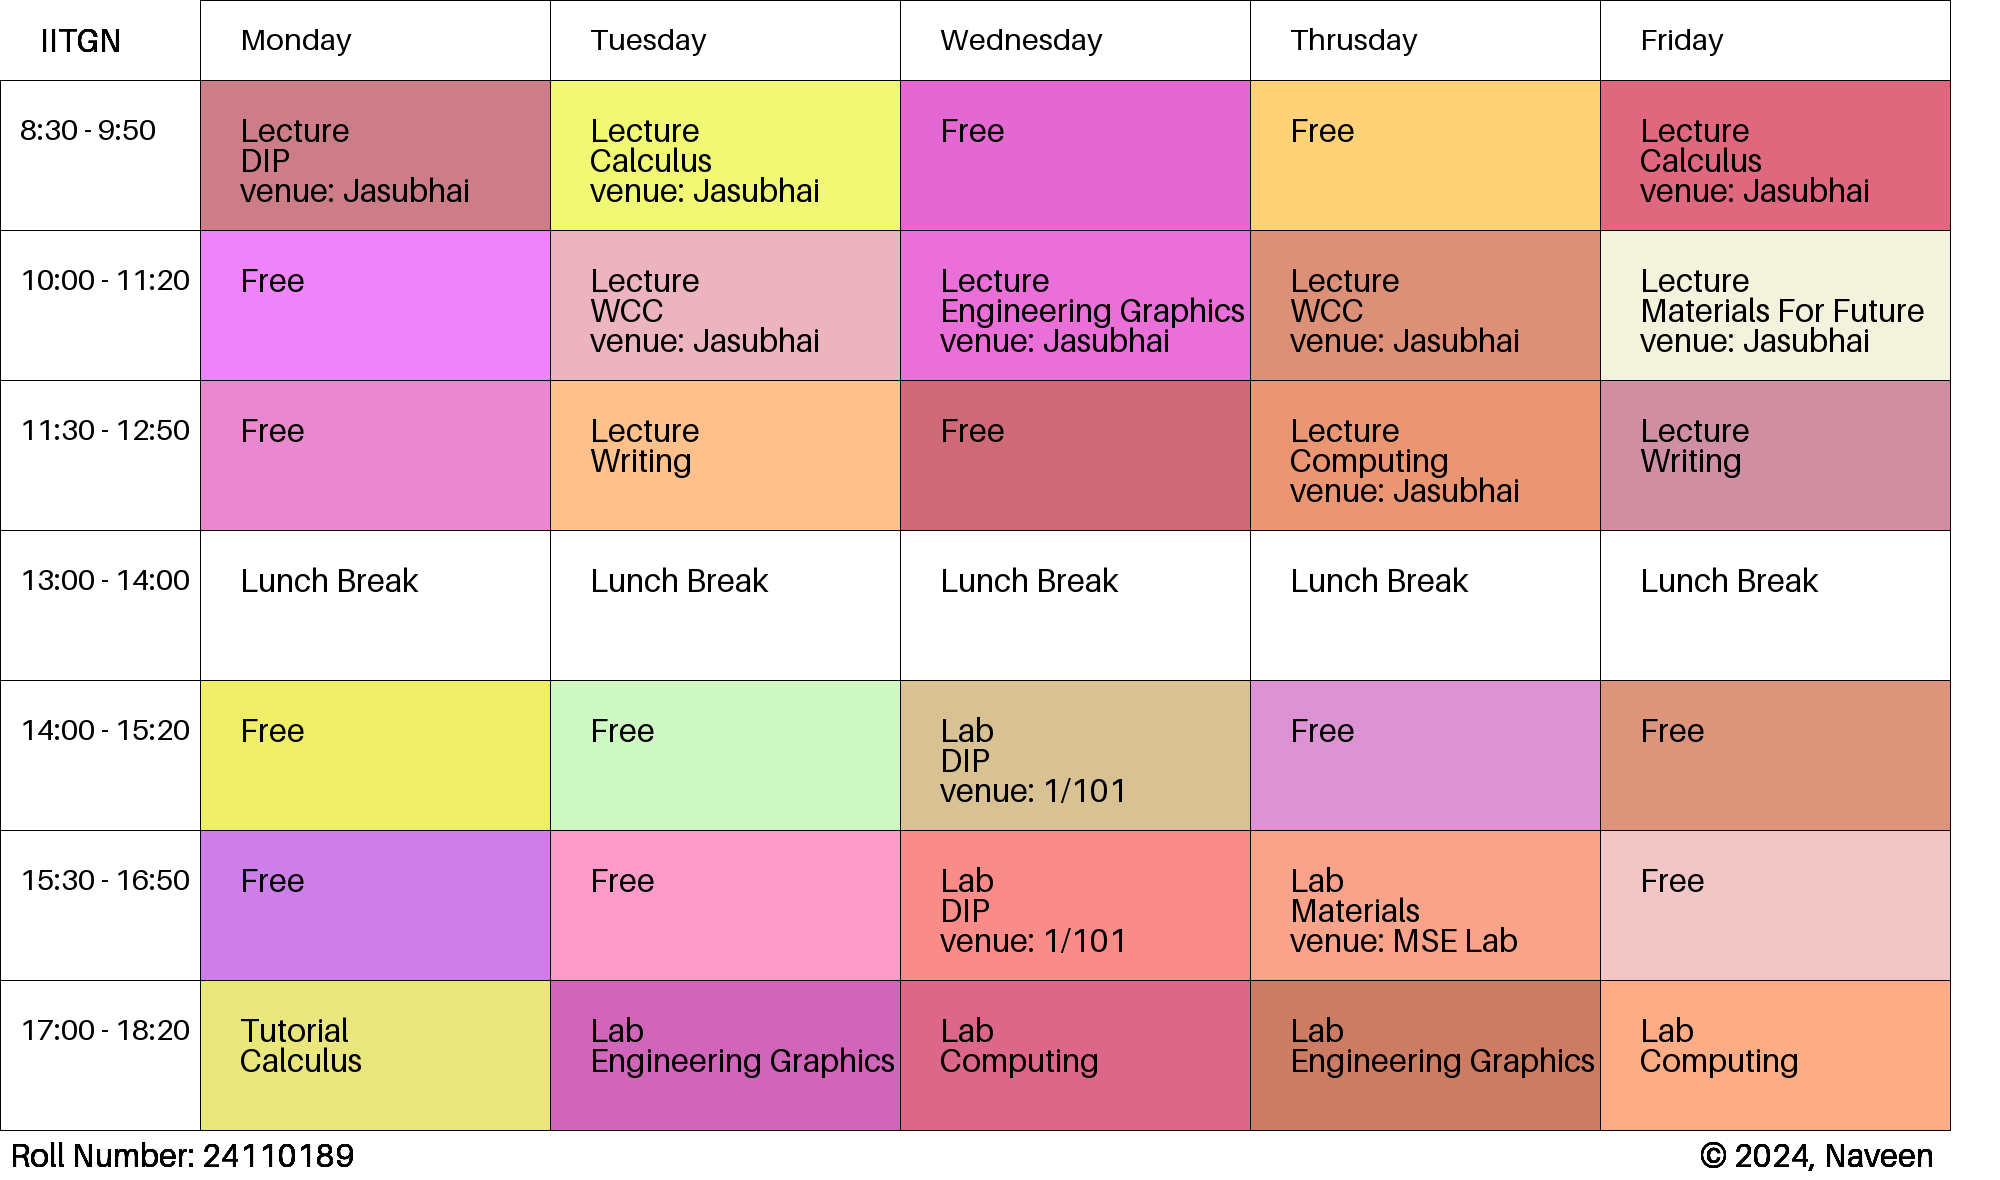 IITGN
Monday
Tuesday
Wednesday
Thrusday
Friday
8:30 - 9:50
Lecture
DIP
venue: Jasubhai
Lecture
Calculus
venue: Jasubhai
Free
Free
Lecture
Calculus
venue: Jasubhai
10:00 - 11:20
Free
Lecture
WCC
venue: Jasubhai
Lecture
Engineering Graphics
venue: Jasubhai
Lecture
WCC
venue: Jasubhai
Lecture
Materials For Future
venue: Jasubhai
11:30 - 12:50
Free
Lecture
Writing
Free
Lecture
Computing
venue: Jasubhai
Lecture
Writing
13:00 - 14:00
Lunch Break
Lunch Break
Lunch Break
Lunch Break
Lunch Break
14:00 - 15:20
Free
Free
Lab
DIP
venue: 1/101
Free
Free
15:30 - 16:50
Free
Free
Lab
DIP
venue: 1/101
Lab
Materials
venue: MSE Lab
Free
17:00 - 18:20
Tutorial
Calculus
Lab
Engineering Graphics
Lab
Computing
Lab
Engineering Graphics
Lab
Computing
Roll Number: 24110189
© 2024, Naveen